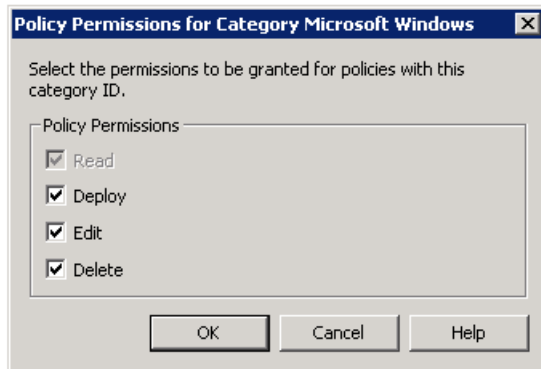 Policy Permissions for Category Microsoft Windows
Select the permissions to be granted for policies with this
category ID.
Policy Permissions
Read
Deploy
Edit
Delete
OK Cancel Help